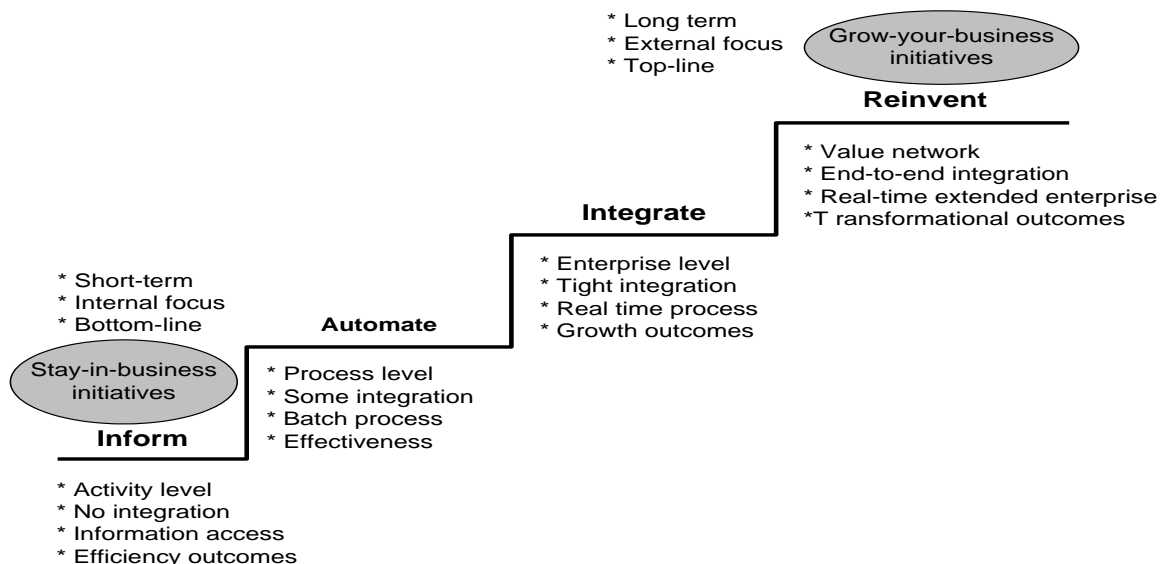 * Long term
* External focus
* Top-line
Grow-your-business
initiatives
Reinvent
* Value network
* End-to-end integration
* Real-time extended enterprise
*T ransformational outcomes
Integrate
* Enterprise level
* Tight integration
* Real time process
* Growth outcomes
* Short-term
* Internal focus
* Bottom-line
Automate
Stay-in-business
initiatives
* Process level
* Some integration
* Batch process
* Effectiveness
Inform
* Activity level
* No integration
* Information access
* Efficiency outcomes